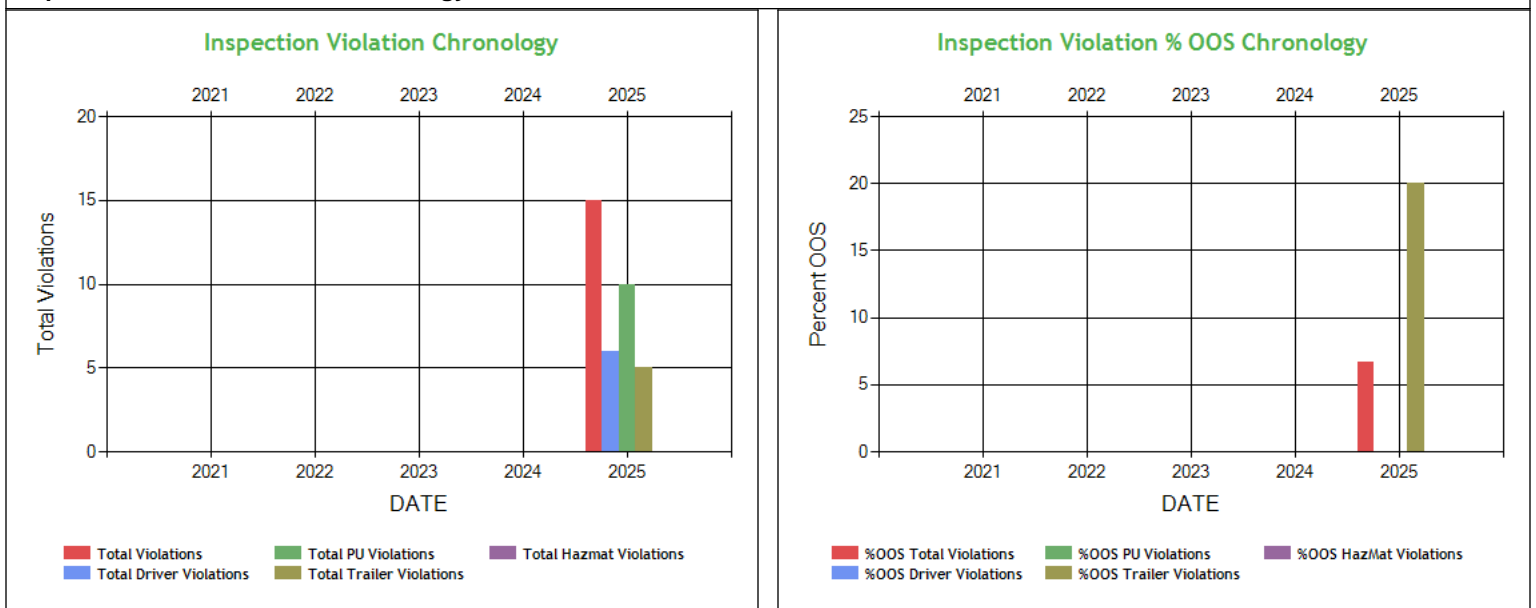 Inspection Violation Chronology
2021 2022 2023 2024 2025
20
15
10
5
0
Total Violations
2021 2022 2023 2024 2025
DATE
Total Violations Total PU Violations Total Hazmat Violations
Total Driver Violations Total Trailer Violations
Inspection Violation % OOS Chronology
2021 2022 2023 2024 2025
25
20
15
10
5
0
Percent OOS
2021 2022 2023 2024 2025
DATE
%OOS Total Violations %OOS PU Violations %OOS HazMat Violations
%OOS Driver Violations %OOS Trailer Violations